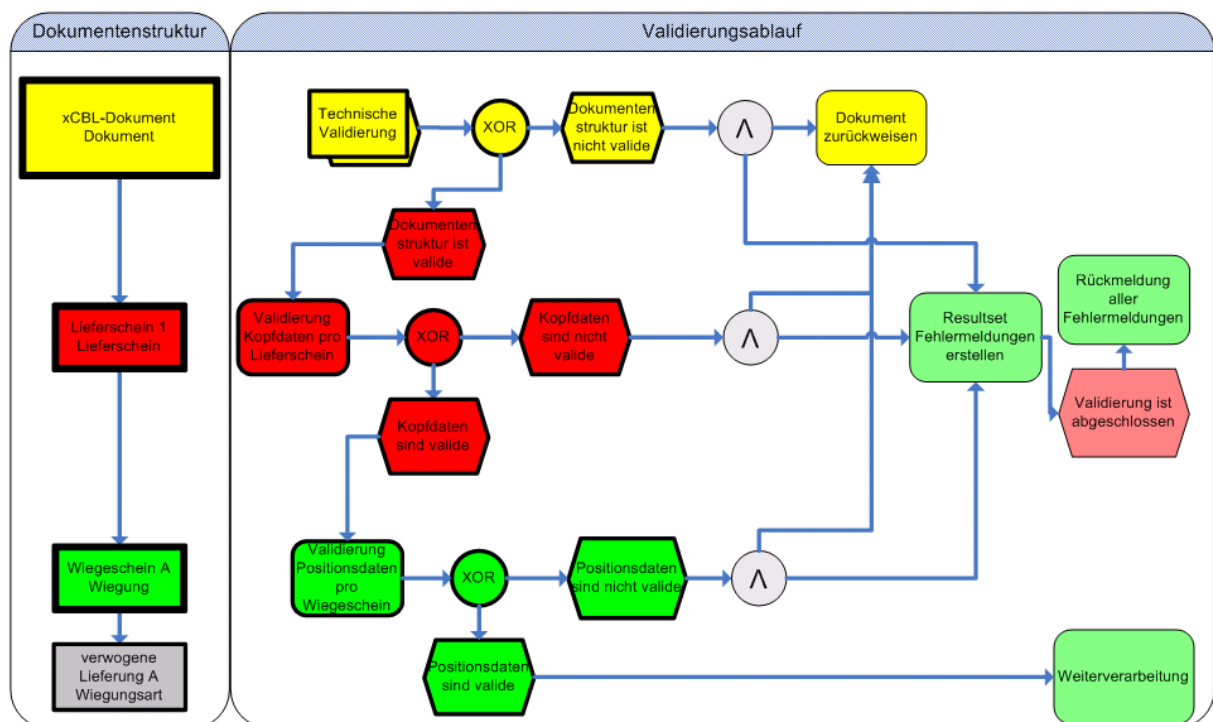 Dokumentenstruktur
Validierungsablauf
xCBL-Dokument
Dokument
Technische
Validierung
XOR
Dokumenten
struktur ist
nicht valide
Λ
Dokument
zurückweisen
Dokumenten
struktur ist
valide
Lieferschein 1
Lieferschein
Validierung
Kopfdaten pro
Lieferschein
XOR
Kopfdaten
sind nicht
valide
Λ
Resultset
Fehlermeldungen
erstellen
Rückmeldung
aller
Fehlermeldungen
Kopfdaten
sind valide
Validierung ist
abgeschlossen
Wiegeschein A
Wiegung
Validierung
Positionsdaten
pro
Wiegeschein
XOR
Positionsdaten
sind nicht valide
Λ
verwogene
Lieferung A
Wiegungsart
Positionsdaten
sind valide
Weiterverarbeitung